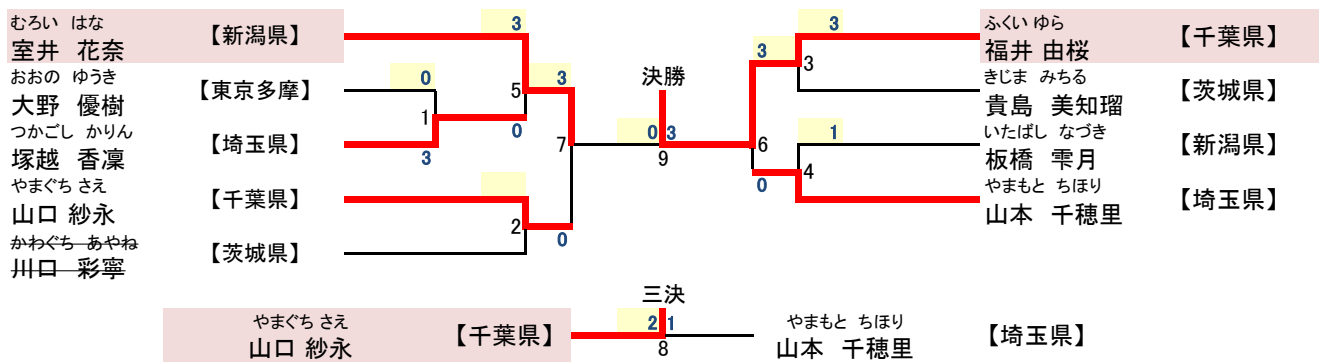 むろい はな
室井 花奈 【新潟県】 3
おおの ゆうき
大野 優樹 【東京多摩】 0
1 5 3
つかごし かりん
塚越 香凜 【埼玉県】 3 0
7
やまぐち さえ
山口 紗永 【千葉県】
2 0
かわぐち あやね
川口 彩寧 【茨城県】
決勝
0 3
9
ふくい ゆら
3 福井 由桜 【千葉県】
3 3
きじま みちる
貴島 美知瑠 【茨城県】
6
いたばし なづき
1 板橋 雫月 【新潟県】
0 4
やまもと ちほり
山本 千穂里 【埼玉県】
三決
やまぐち さえ
山口 紗永 【千葉県】 2 1
8
やまもと ちほり
山本 千穂里 【埼玉県】